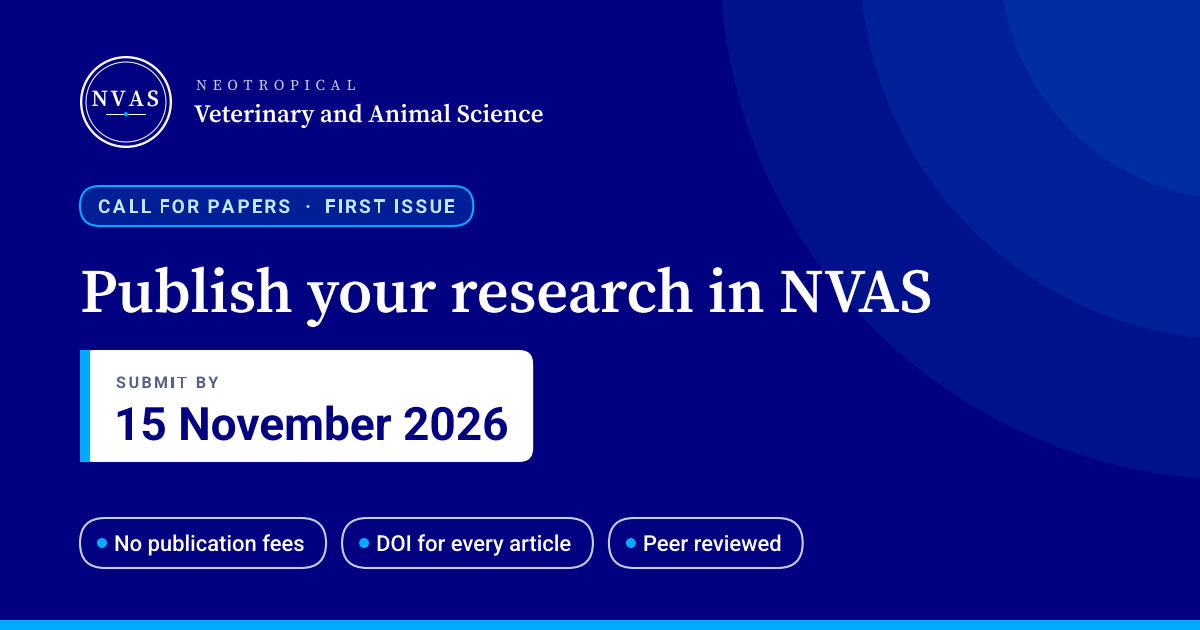 NVAS
NEOTROPICAL
Veterinary and Animal Science
CALL FOR PAPERS · FIRST ISSUE
Publish your research in NVAS
SUBMIT BY
15 November 2026
No publication fees
DOI for every article
Peer reviewed